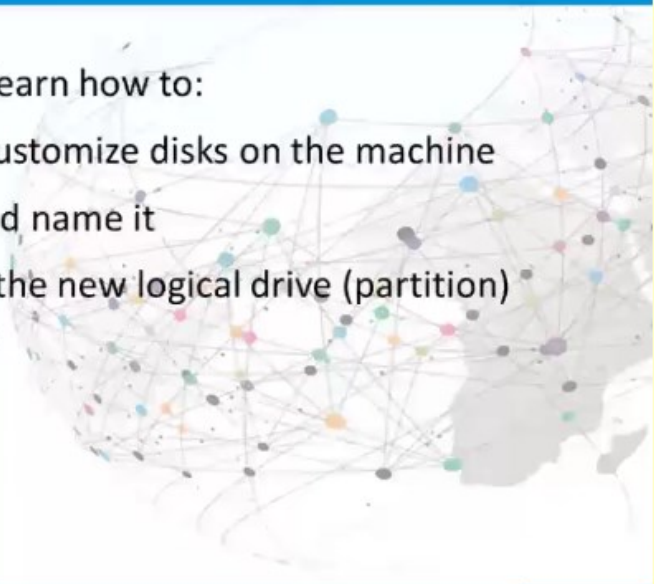 earn how to:
ustomize disks on the machine
d name it
the new logical drive (partition)